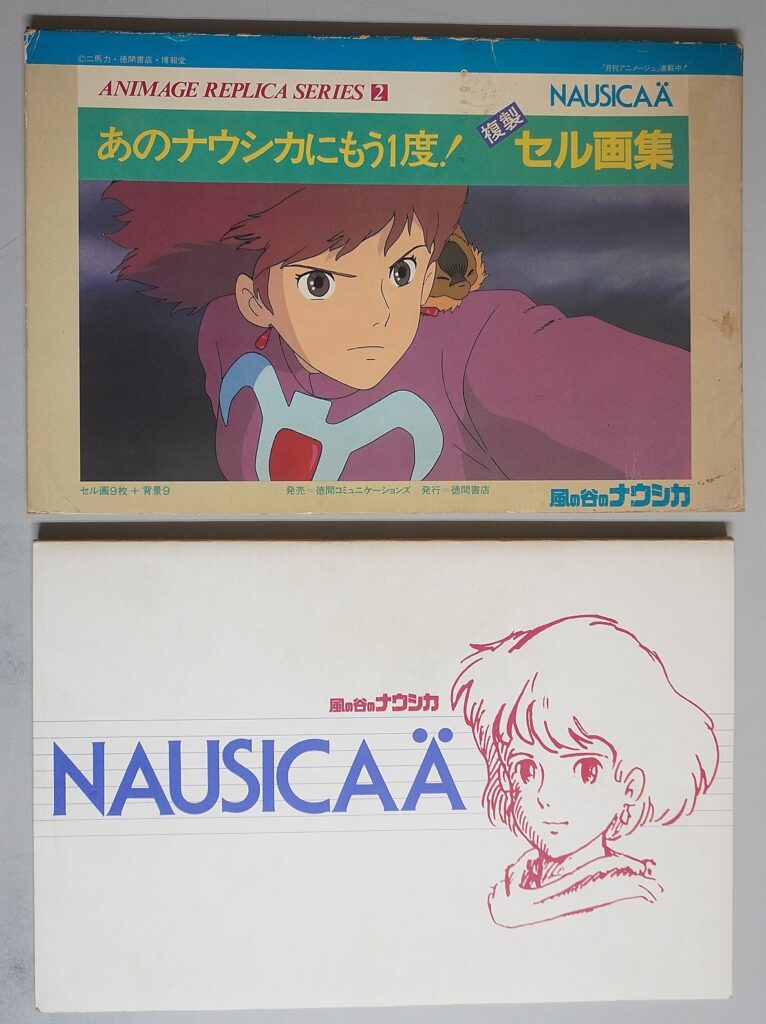 ©二馬力・徳間書店・博報堂
「月刊アニメージュ」連載中！
ANIMAGE REPLICA SERIES 2
NAUSICAÄ
あのナウシカにもう1度！
複製
セル画集
セル画9枚＋背景9
発売＝徳間コミュニケーションズ 発行＝徳間書店
風の谷のナウシカ
風の谷のナウシカ
NAUSICAÄ